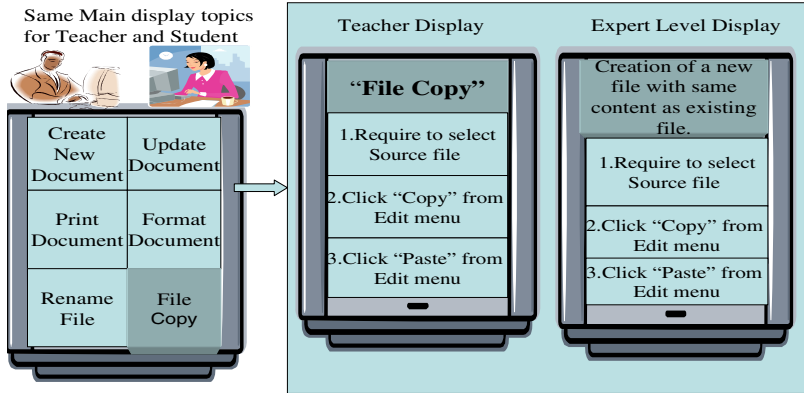 Same Main display topics
for Teacher and Student
Create
New
Document
Update
Document
Print
Document
Format
Document
Rename
File
File
Copy
Teacher Display
“File Copy”
1.Require to select
Source file
2.Click “Copy” from
Edit menu
3.Click “Paste” from
Edit menu
Expert Level Display
Creation of a new
file with same
content as existing
file.
1.Require to select
Source file
2.Click “Copy” from
Edit menu
3.Click “Paste” from
Edit menu